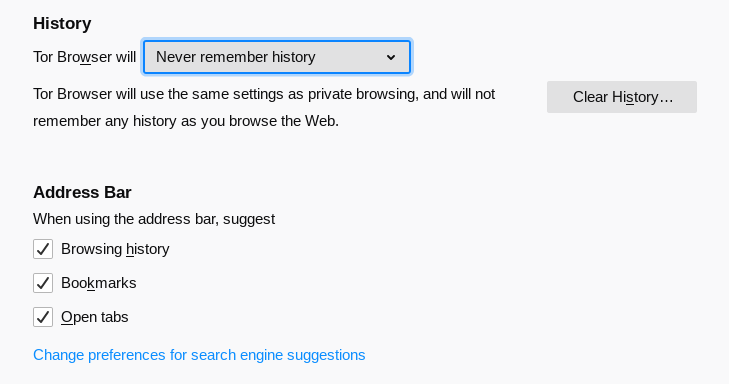 History
Tor Browser will Never remember history
Tor Browser will use the same settings as private browsing, and will not
remember any history as you browse the Web.
Clear History…
Address Bar
When using the address bar, suggest
Browsing history
Bookmarks
Open tabs
Change preferences for search engine suggestions